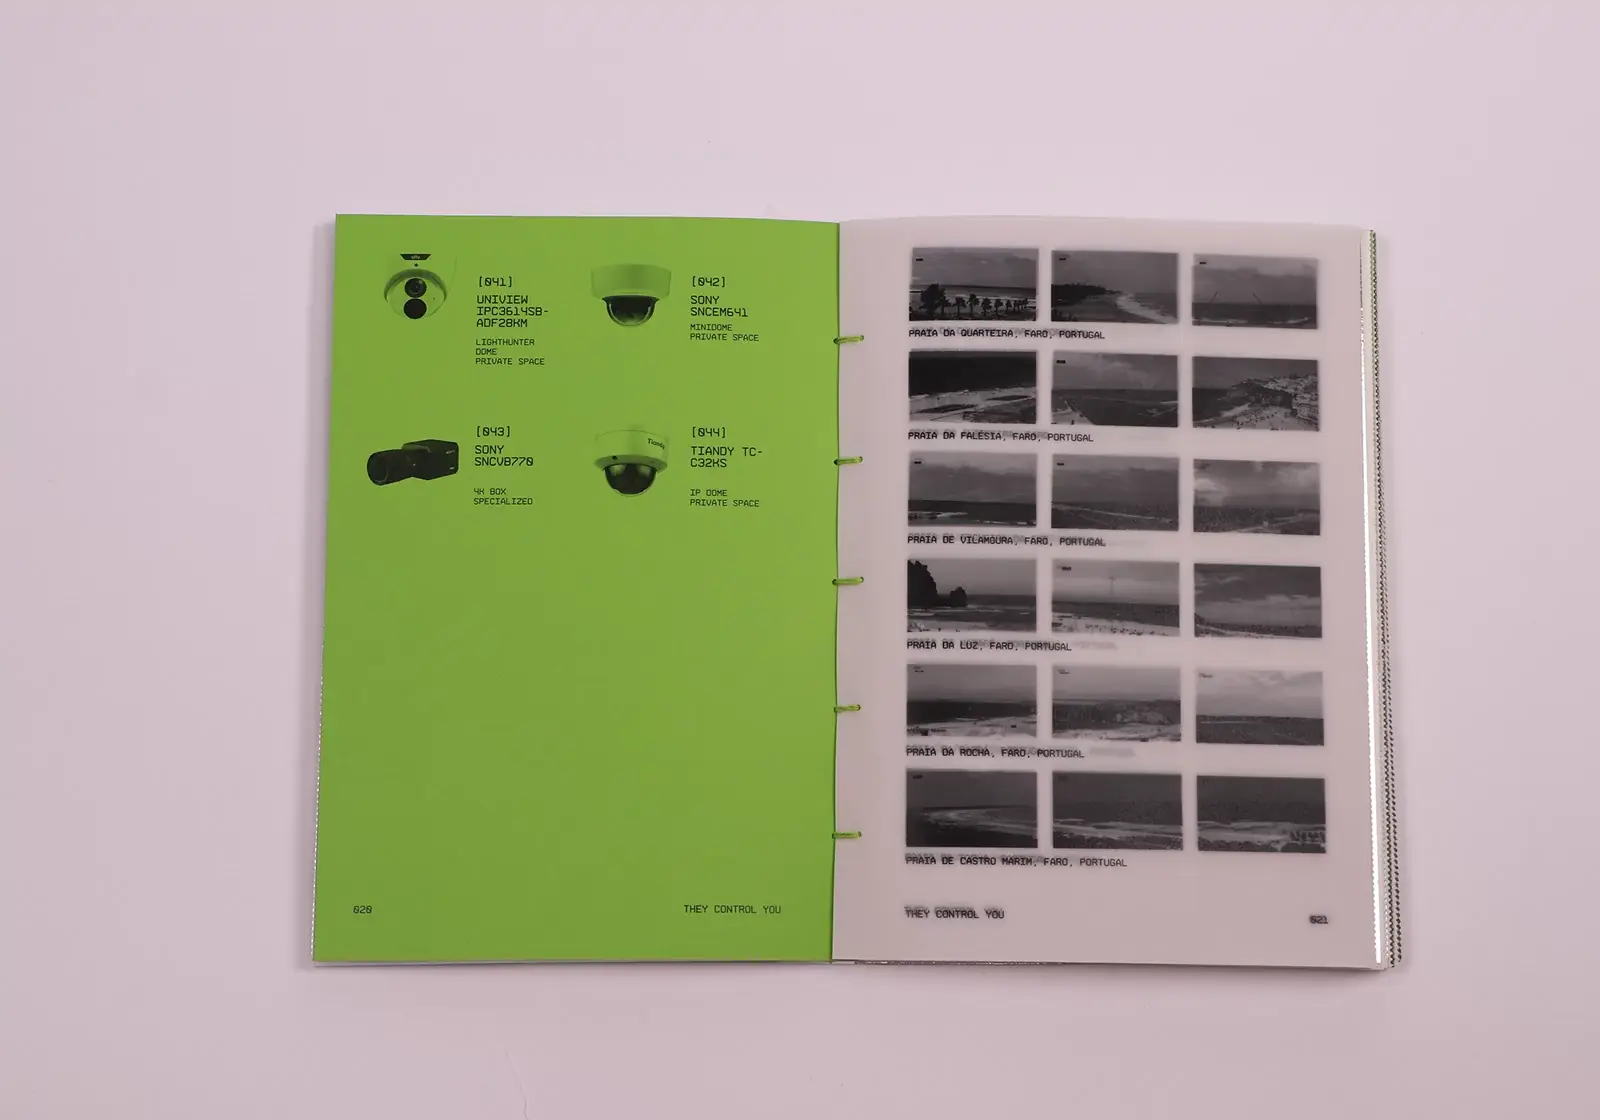 [041]
UNIVIEW
IPC3614SB-
ADF28KM
LIGHTHUNTER
DOME
PRIVATE SPACE
[042]
SONY
SNCEM641
MINIDOME
PRIVATE SPACE
[043]
SONY
SNCVB770
4K BOX
SPECIALIZED
Tiandy
[044]
TIANDY TC-
C32KS
IP DOME
PRIVATE SPACE
020
THEY CONTROL YOU
PRAIA DA QUARTEIRA, FARO, PORTUGAL
PRAIA DA FALÉSIA, FARO, PORTUGAL
PRAIA DE VILAMOURA, FARO, PORTUGAL
PRAIA DA LUZ, FARO, PORTUGAL
PRAIA DA ROCHA, FARO, PORTUGAL
PRAIA DE CASTRO MARIM, FARO, PORTUGAL
THEY CONTROL YOU
021